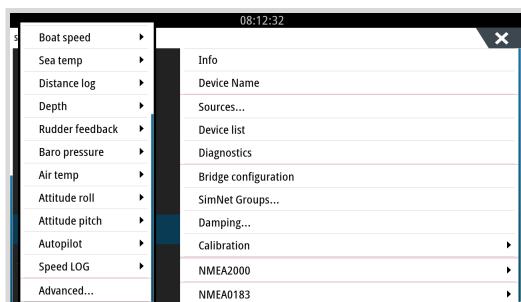 08:12:32
Boat speed
Sea temp
Distance log
Depth
Rudder feedback
Baro pressure
Air temp
Attitude roll
Attitude pitch
Autopilot
Speed LOG
Advanced...
Info
Device Name
Sources...
Device list
Diagnostics
Bridge configuration
SimNet Groups...
Damping...
Calibration
NMEA2000
NMEA0183